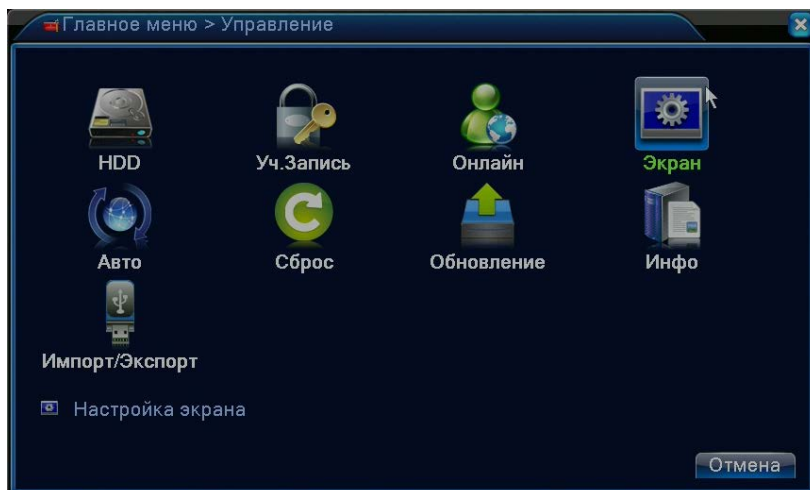 Главное меню > Управление
HDD Уч.Запись Онлайн Экран
Авто Сброс Обновление Инфо
Импорт/Экспорт
Настройка экрана
Отмена